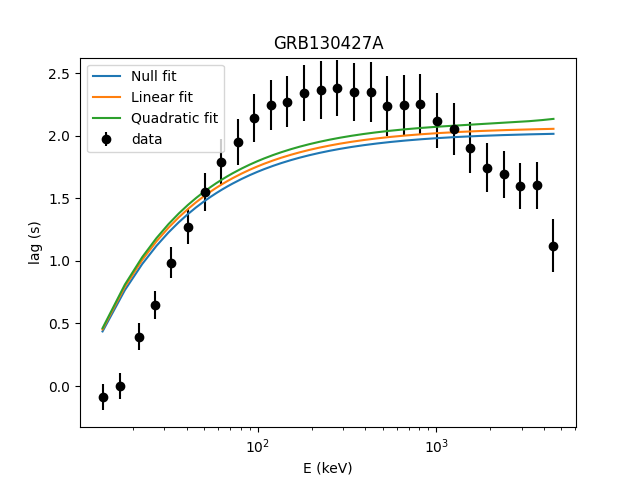 GRB130427A
Null fit
Linear fit
Quadratic fit
data
2.5
2.0
1.5
1.0
0.5
0.0
lag (s)
10²
10³
E (keV)